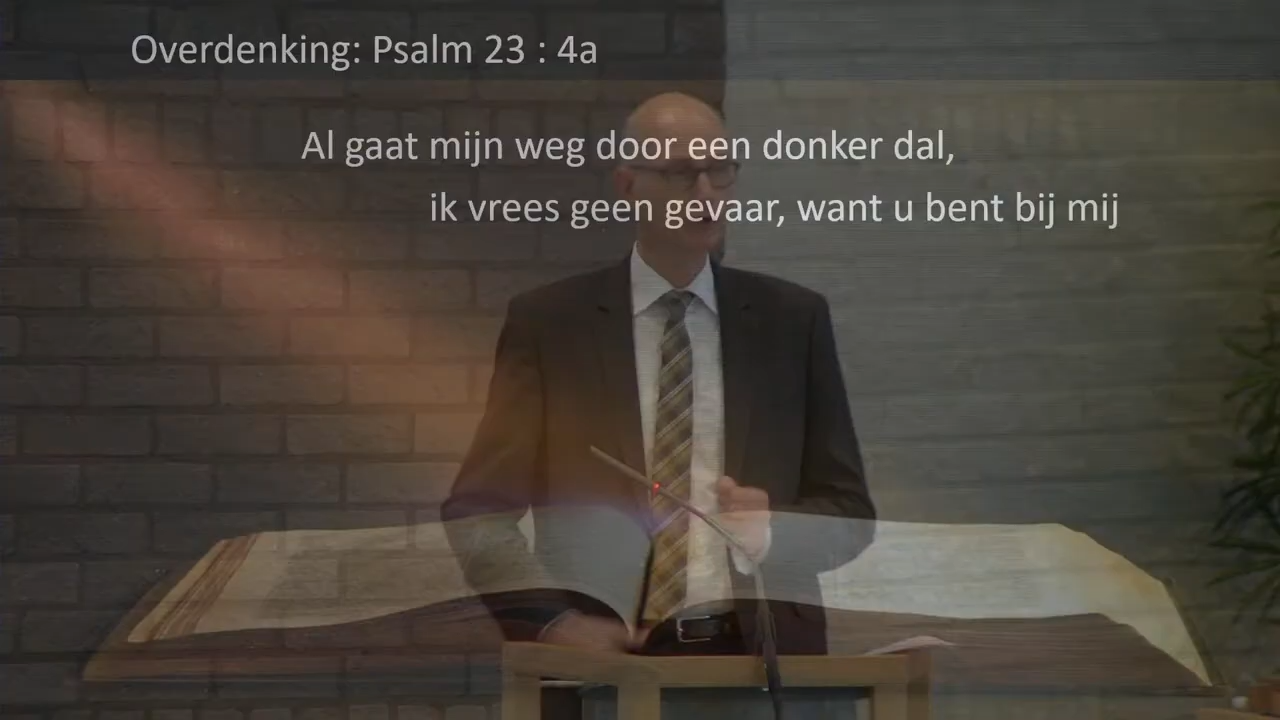 Overdenking: Psalm 23 : 4a
Al gaat mijn weg door een donker dal,
ik vrees geen gevaar, want u bent bij mij